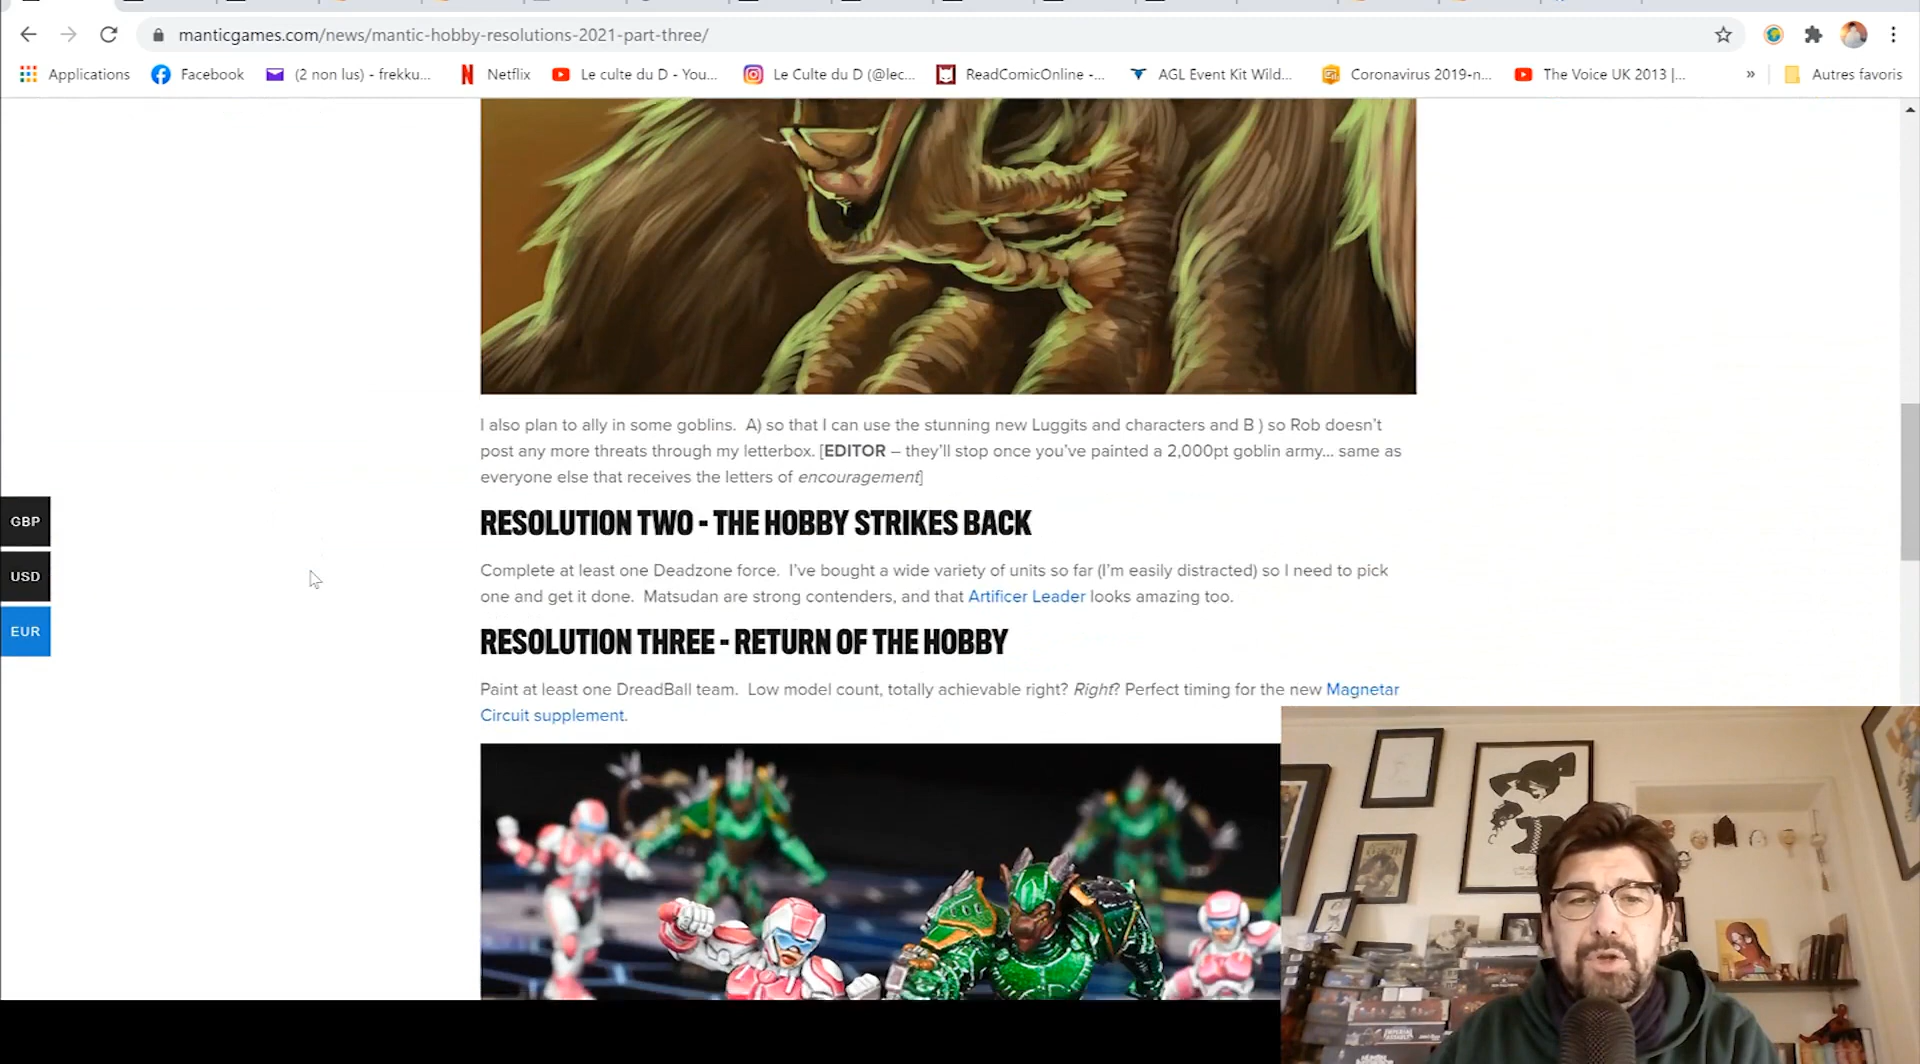 manticgames.com/news/mantic-hobby-resolutions-2021-part-three/
Applications Facebook (2 non lus) - frekku... Netflix Le culte du D - You... Le Culte du D (@lec... ReadComicOnline -... AGL Event Kit Wild... Coronavirus 2019-n... The Voice UK 2013 |... » Autres favoris
I also plan to ally in some goblins. A) so that I can use the stunning new Luggits and characters and B ) so Rob doesn't
post any more threats through my letterbox. [EDITOR – they'll stop once you've painted a 2,000pt goblin army... same as
everyone else that receives the letters of encouragement]
GBP
USD
EUR
RESOLUTION TWO - THE HOBBY STRIKES BACK
Complete at least one Deadzone force. I've bought a wide variety of units so far (I'm easily distracted) so I need to pick
one and get it done. Matsudan are strong contenders, and that Artificer Leader looks amazing too.
RESOLUTION THREE - RETURN OF THE HOBBY
Paint at least one DreadBall team. Low model count, totally achievable right? Right? Perfect timing for the new Magnetar
Circuit supplement.